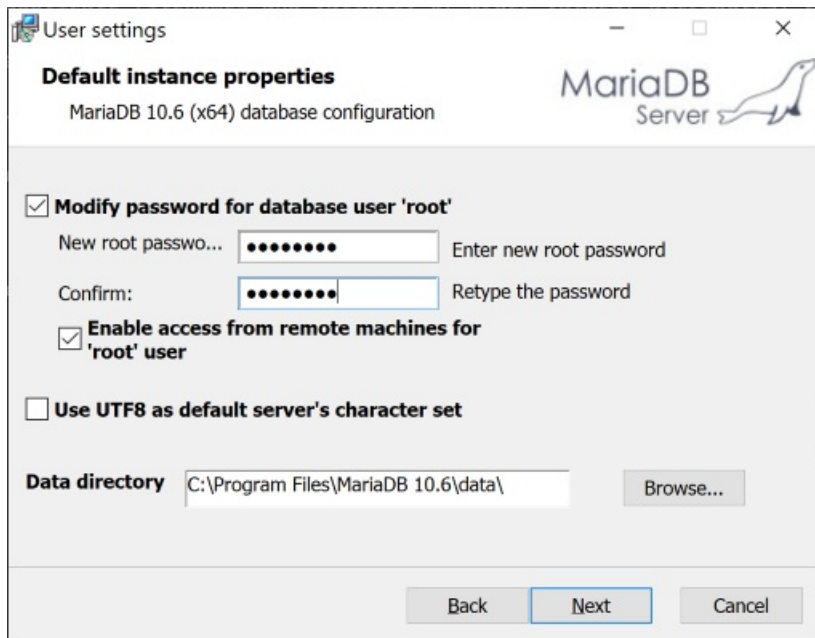 User settings
Default instance properties
MariaDB 10.6 (x64) database configuration
MariaDB
Server
Modify password for database user 'root'
New root passwo... ●●●●●●●● Enter new root password
Confirm: ●●●●●●●● Retype the password
Enable access from remote machines for
'root' user
Use UTF8 as default server's character set
Data directory C:\Program Files\MariaDB 10.6\data\ Browse...
Back Next Cancel